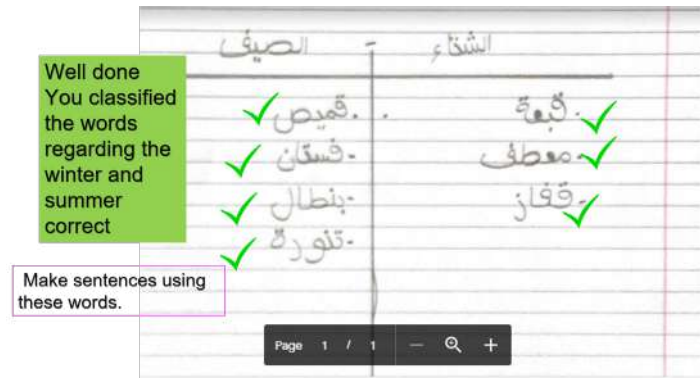 الشتاء - الصيف
Well done
You classified
the words
regarding the
winter and
summer
correct
- قبعة
- معطف
- قفاز
- قميص
- فستان
- بنطال
- تنورة
Make sentences using
these words.
Page 1 / 1